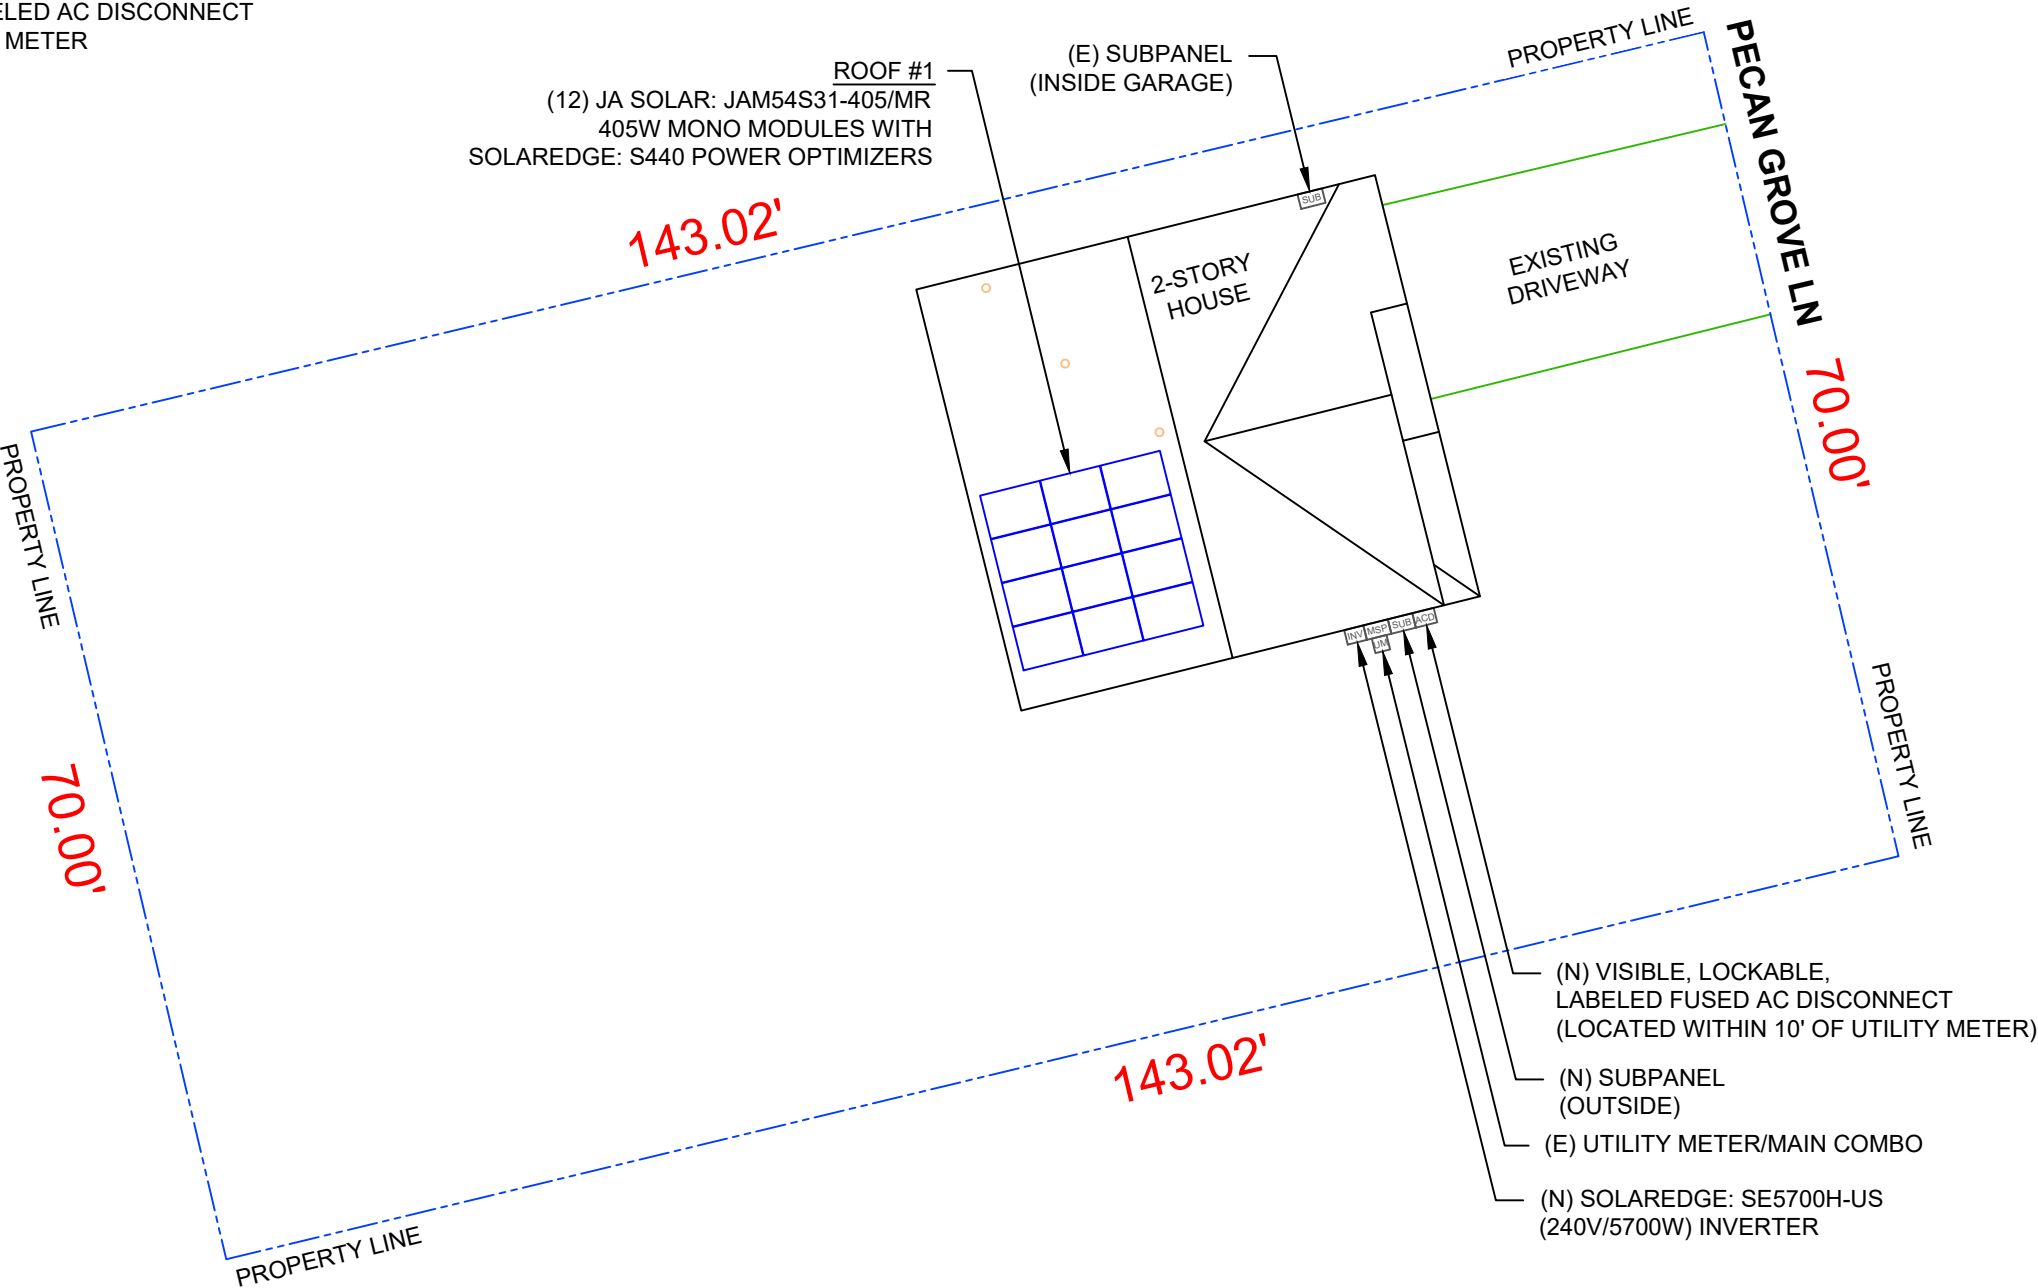 ELED AC DISCONNECT
METER
ROOF #1
(12) JA SOLAR: JAM54S31-405/MR
405W MONO MODULES WITH
SOLAREDGE: S440 POWER OPTIMIZERS
(E) SUBPANEL
(INSIDE GARAGE)
PROPERTY LINE
PECAN GROVE LN
143.02'
SUB
2-STORY
HOUSE
EXISTING
DRIVEWAY
70.00'
PROPERTY LINE
INV
MSP
SUB
ACD
UM
PROPERTY LINE
70.00'
143.02'
(N) VISIBLE, LOCKABLE,
LABELED FUSED AC DISCONNECT
(LOCATED WITHIN 10' OF UTILITY METER)
(N) SUBPANEL
(OUTSIDE)
(E) UTILITY METER/MAIN COMBO
(N) SOLAREDGE: SE5700H-US
(240V/5700W) INVERTER
PROPERTY LINE